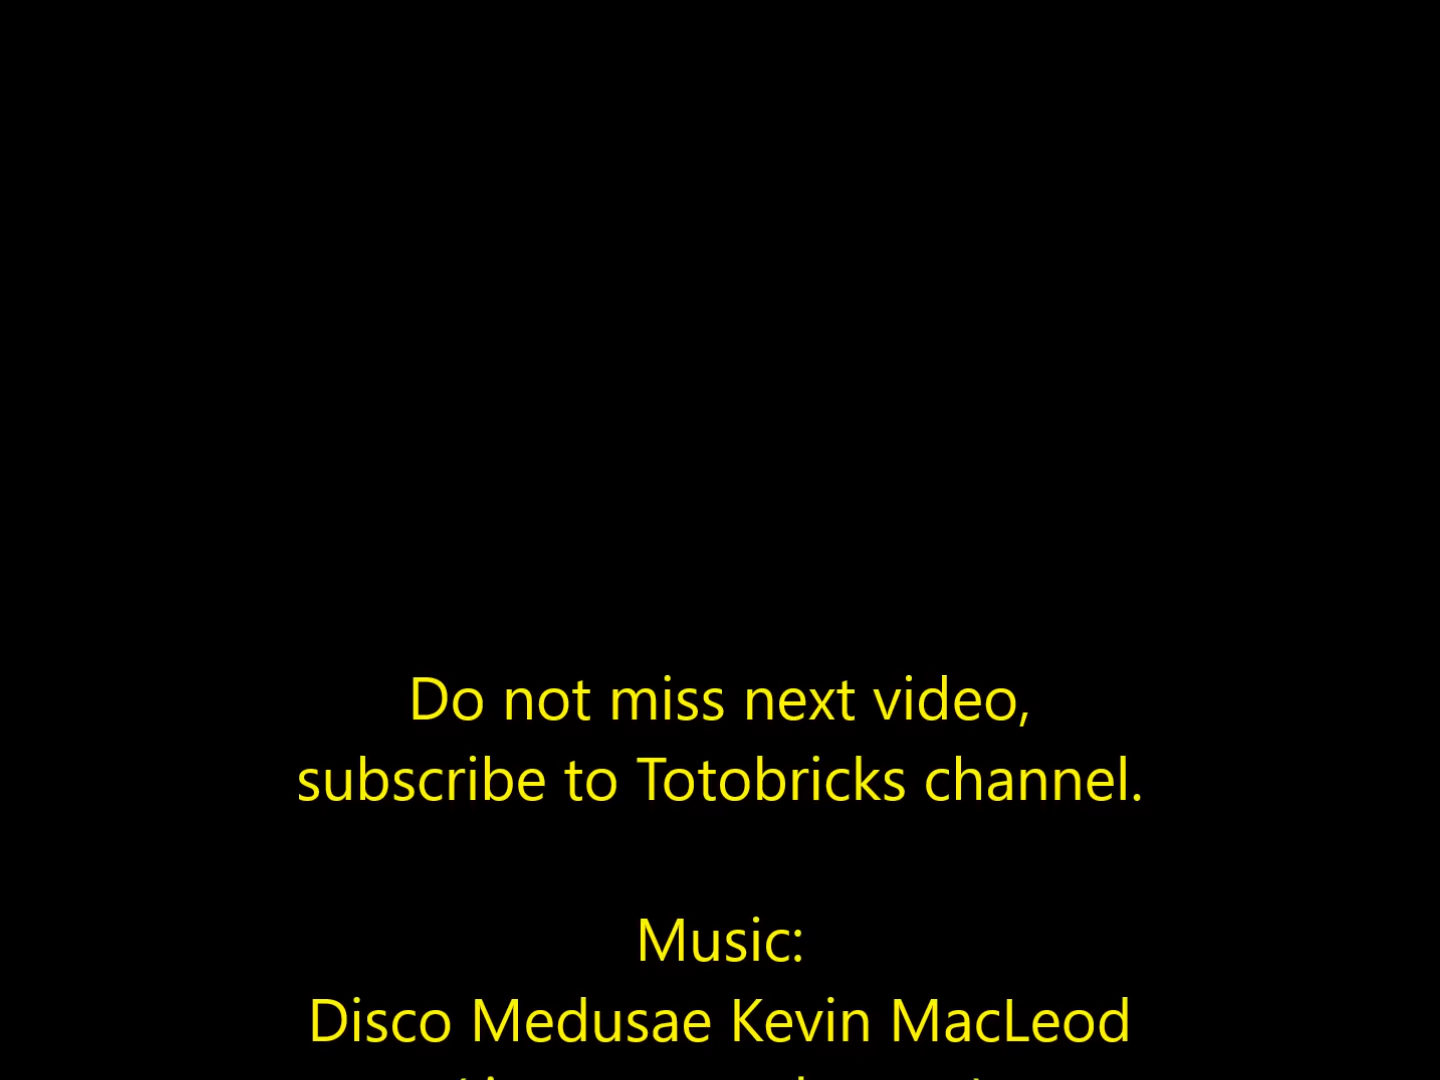 Do not miss next video,
subscribe to Totobricks channel.
Music:
Disco Medusae Kevin MacLeod